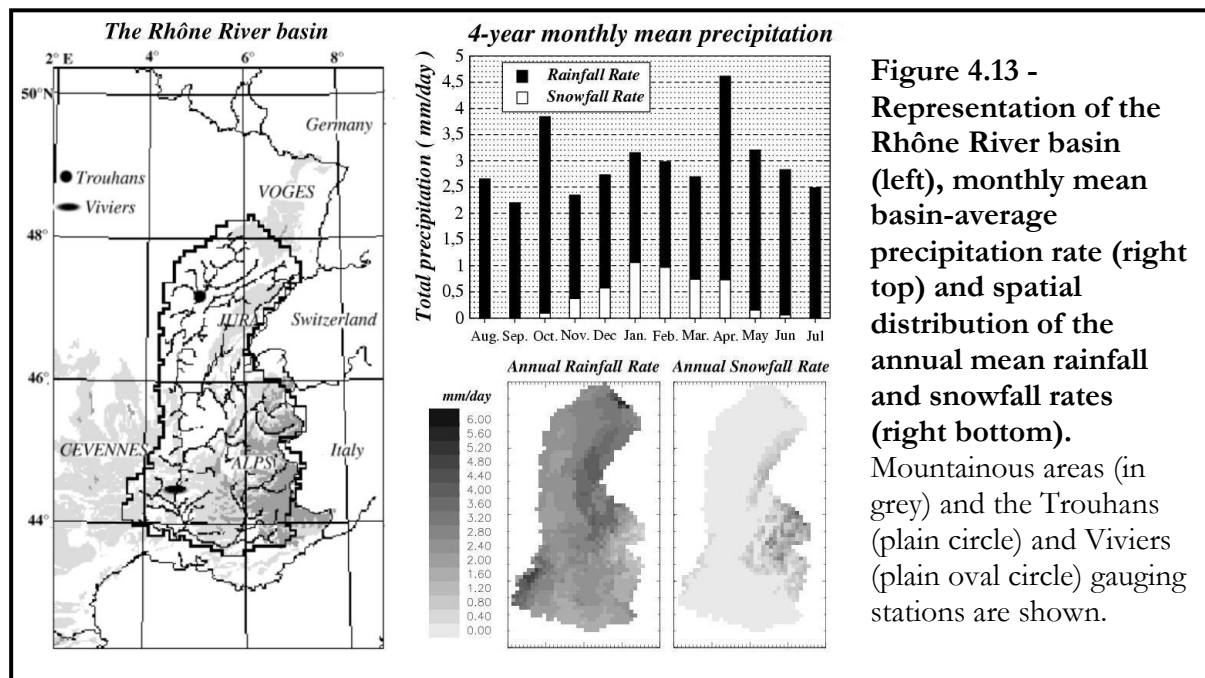 The Rhône River basin
2° E 4° 6° 8°
50°N
Germany
Trouhans
VOGES
Viviers
48°
JURA
Switzerland
46°
CEVENNES
ALPS
Italy
44°
4-year monthly mean precipitation
Total precipitation ( mm/day )
5
4,5
4
3,5
3
2,5
2
1,5
1
0,5
0
Rainfall Rate
Snowfall Rate
Aug. Sep. Oct. Nov. Dec Jan. Feb. Mar. Apr. May Jun Jul
Annual Rainfall Rate
Annual Snowfall Rate
mm/day
6.00
5.60
5.20
4.80
4.40
4.00
3.60
3.20
2.80
2.40
2.00
1.60
1.20
0.80
0.40
0.00
Figure 4.13 -
Representation of the
Rhône River basin
(left), monthly mean
basin-average
precipitation rate (right
top) and spatial
distribution of the
annual mean rainfall
and snowfall rates
(right bottom).
Mountainous areas (in
grey) and the Trouhans
(plain circle) and Viviers
(plain oval circle) gauging
stations are shown.